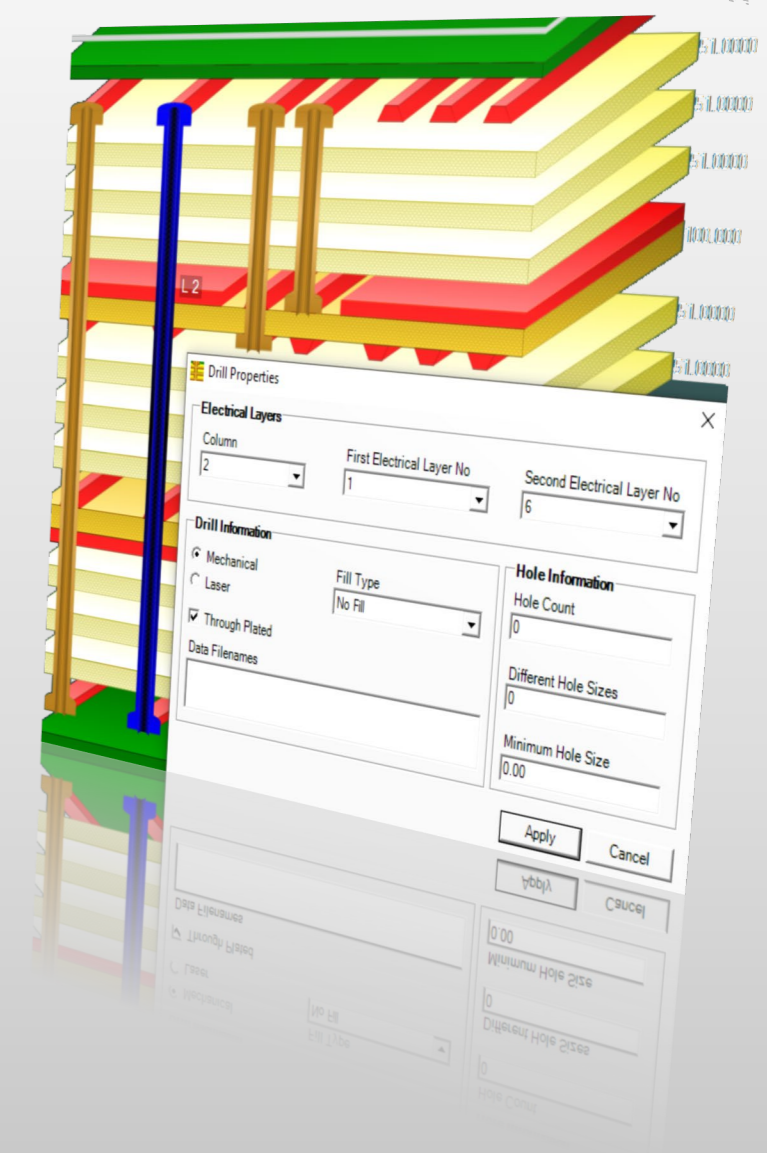 L 2
Drill Properties
Electrical Layers
Column
2
First Electrical Layer No
1
Second Electrical Layer No
6
Drill Information
Mechanical
Laser
Through Plated
Fill Type
No Fill
Data Filenames
Hole Information
Hole Count
0
Different Hole Sizes
0
Minimum Hole Size
0.00
Apply
Cancel